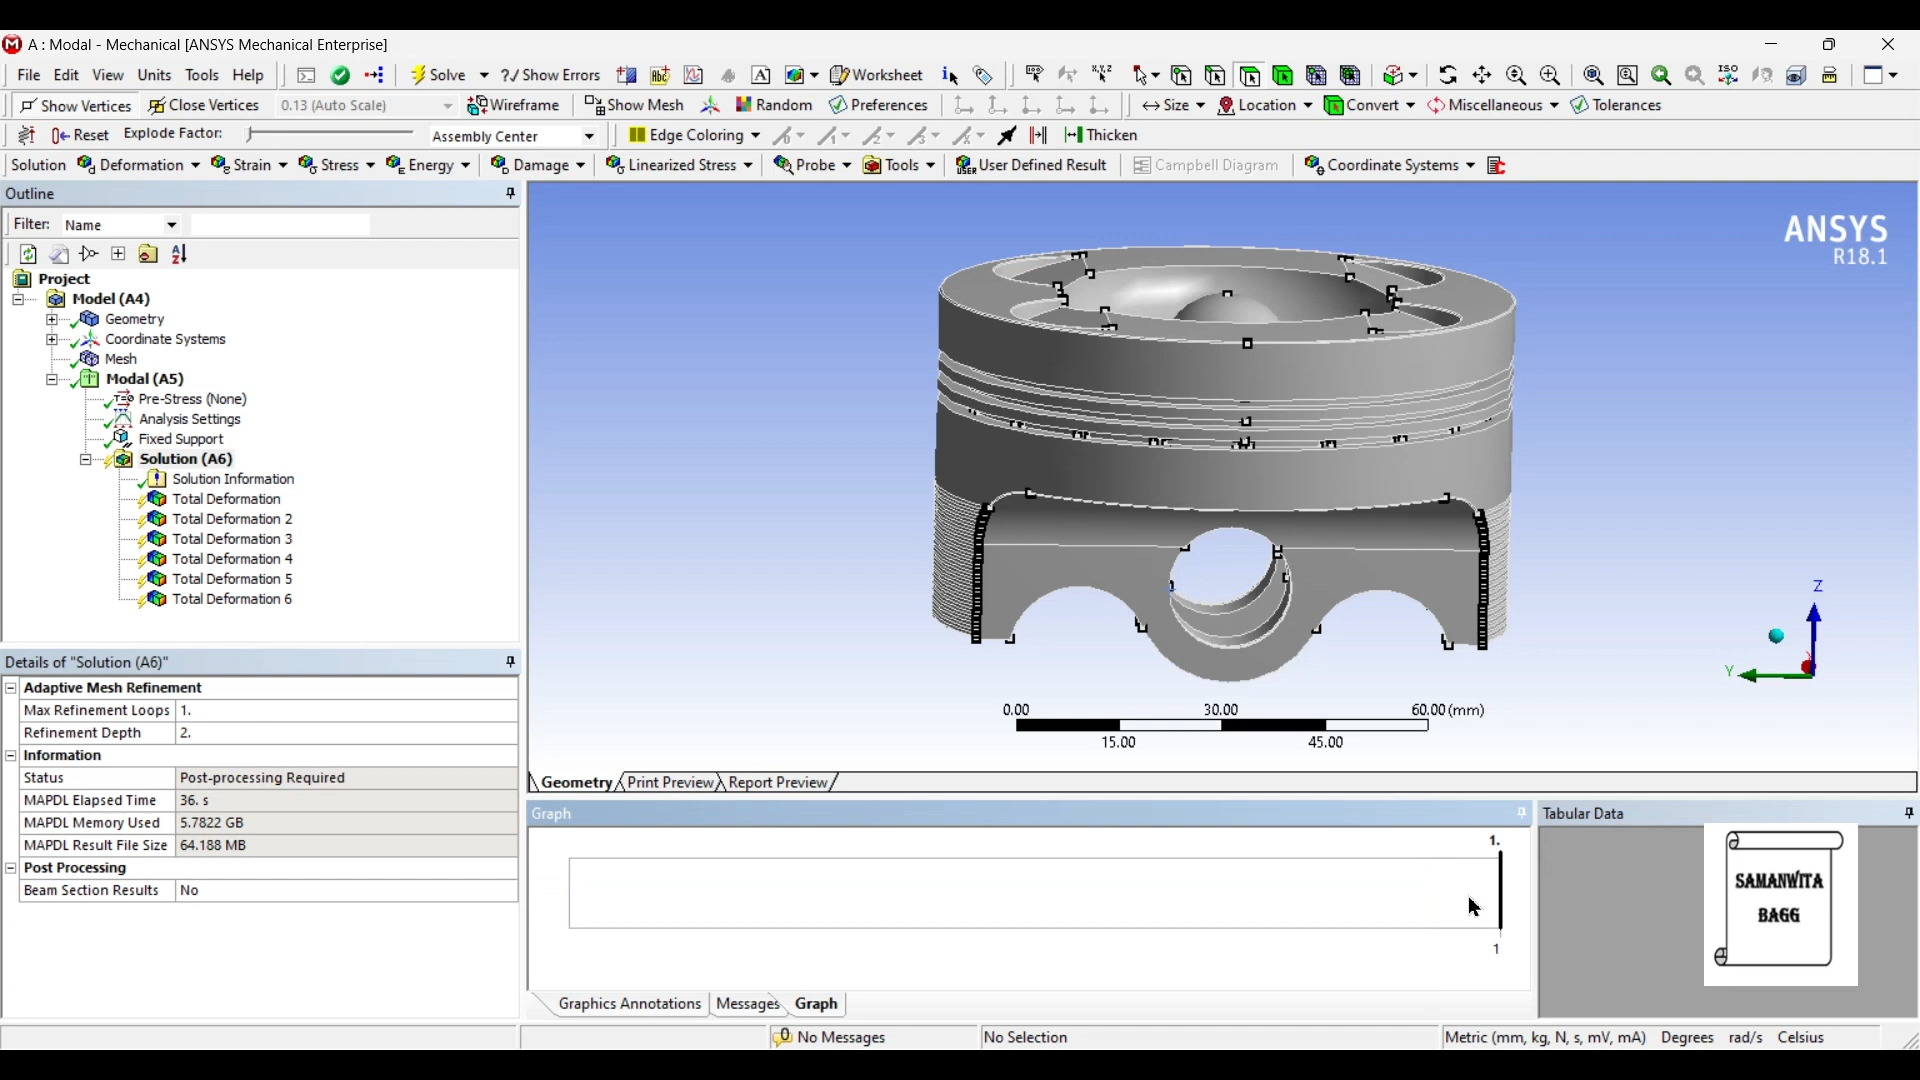 A : Modal - Mechanical [ANSYS Mechanical Enterprise]
File Edit View Units Tools Help Solve ?/ Show Errors Worksheet
Show Vertices Close Vertices 0.13 (Auto Scale) Wireframe Show Mesh Random Preferences Size Location Convert Miscellaneous Tolerances
Reset Explode Factor: Assembly Center Edge Coloring Thicken
Solution Deformation Strain Stress Energy Damage Linearized Stress Probe Tools User Defined Result Campbell Diagram Coordinate Systems
Outline
Filter: Name
Project
Model (A4)
Geometry
Coordinate Systems
Mesh
Modal (A5)
Pre-Stress (None)
Analysis Settings
Fixed Support
Solution (A6)
Solution Information
Total Deformation
Total Deformation 2
Total Deformation 3
Total Deformation 4
Total Deformation 5
Total Deformation 6
Details of "Solution (A6)"
Adaptive Mesh Refinement
Max Refinement Loops 1.
Refinement Depth 2.
Information
Status Post-processing Required
MAPDL Elapsed Time 36. s
MAPDL Memory Used 5.7822 GB
MAPDL Result File Size 64.188 MB
Post Processing
Beam Section Results No
ANSYS
R18.1
Z
Y
0.00 30.00 60.00 (mm)
15.00 45.00
Geometry Print Preview Report Preview
Graph
1.
1
Tabular Data
SAMANWITA
BAGG
Graphics Annotations Messages Graph
No Messages No Selection Metric (mm, kg, N, s, mV, mA) Degrees rad/s Celsius